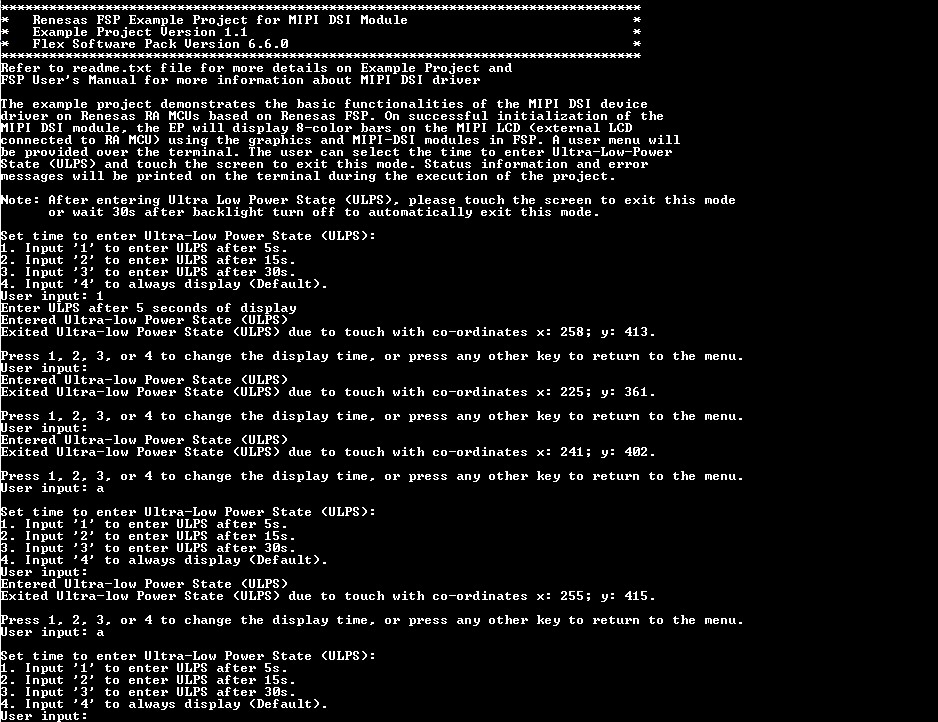 ********************************************************************************
*   Renesas FSP Example Project for MIPI DSI Module                            *
*   Example Project Version 1.1                                                *
*   Flex Software Pack Version 6.6.0                                           *
********************************************************************************
Refer to readme.txt file for more details on Example Project and
FSP User's Manual for more information about MIPI DSI driver

The example project demonstrates the basic functionalities of the MIPI DSI device
driver on Renesas RA MCUs based on Renesas FSP. On successful initialization of the
MIPI DSI module, the EP will display 8-color bars on the MIPI LCD (external LCD
connected to RA MCU) using the graphics and MIPI-DSI modules in FSP. A user menu will
be provided over the terminal. The user can select the time to enter Ultra-Low-Power
State (ULPS) and touch the screen to exit this mode. Status information and error
messages will be printed on the terminal during the execution of the project.

Note: After entering Ultra Low Power State (ULPS), please touch the screen to exit this mode
      or wait 30s after backlight turn off to automatically exit this mode.

Set time to enter Ultra-Low Power State (ULPS):
1. Input '1' to enter ULPS after 5s.
2. Input '2' to enter ULPS after 15s.
3. Input '3' to enter ULPS after 30s.
4. Input '4' to always display (Default).
User input: 1
Enter ULPS after 5 seconds of display
Entered Ultra-low Power State (ULPS)
Exited Ultra-low Power State (ULPS) due to touch with co-ordinates x: 258; y: 413.

Press 1, 2, 3, or 4 to change the display time, or press any other key to return to the menu.
User input:
Entered Ultra-low Power State (ULPS)
Exited Ultra-low Power State (ULPS) due to touch with co-ordinates x: 225; y: 361.

Press 1, 2, 3, or 4 to change the display time, or press any other key to return to the menu.
User input:
Entered Ultra-low Power State (ULPS)
Exited Ultra-low Power State (ULPS) due to touch with co-ordinates x: 241; y: 402.

Press 1, 2, 3, or 4 to change the display time, or press any other key to return to the menu.
User input: a

Set time to enter Ultra-Low Power State (ULPS):
1. Input '1' to enter ULPS after 5s.
2. Input '2' to enter ULPS after 15s.
3. Input '3' to enter ULPS after 30s.
4. Input '4' to always display (Default).
User input:
Entered Ultra-low Power State (ULPS)
Exited Ultra-low Power State (ULPS) due to touch with co-ordinates x: 255; y: 415.

Press 1, 2, 3, or 4 to change the display time, or press any other key to return to the menu.
User input: a

Set time to enter Ultra-Low Power State (ULPS):
1. Input '1' to enter ULPS after 5s.
2. Input '2' to enter ULPS after 15s.
3. Input '3' to enter ULPS after 30s.
4. Input '4' to always display (Default).
User input: